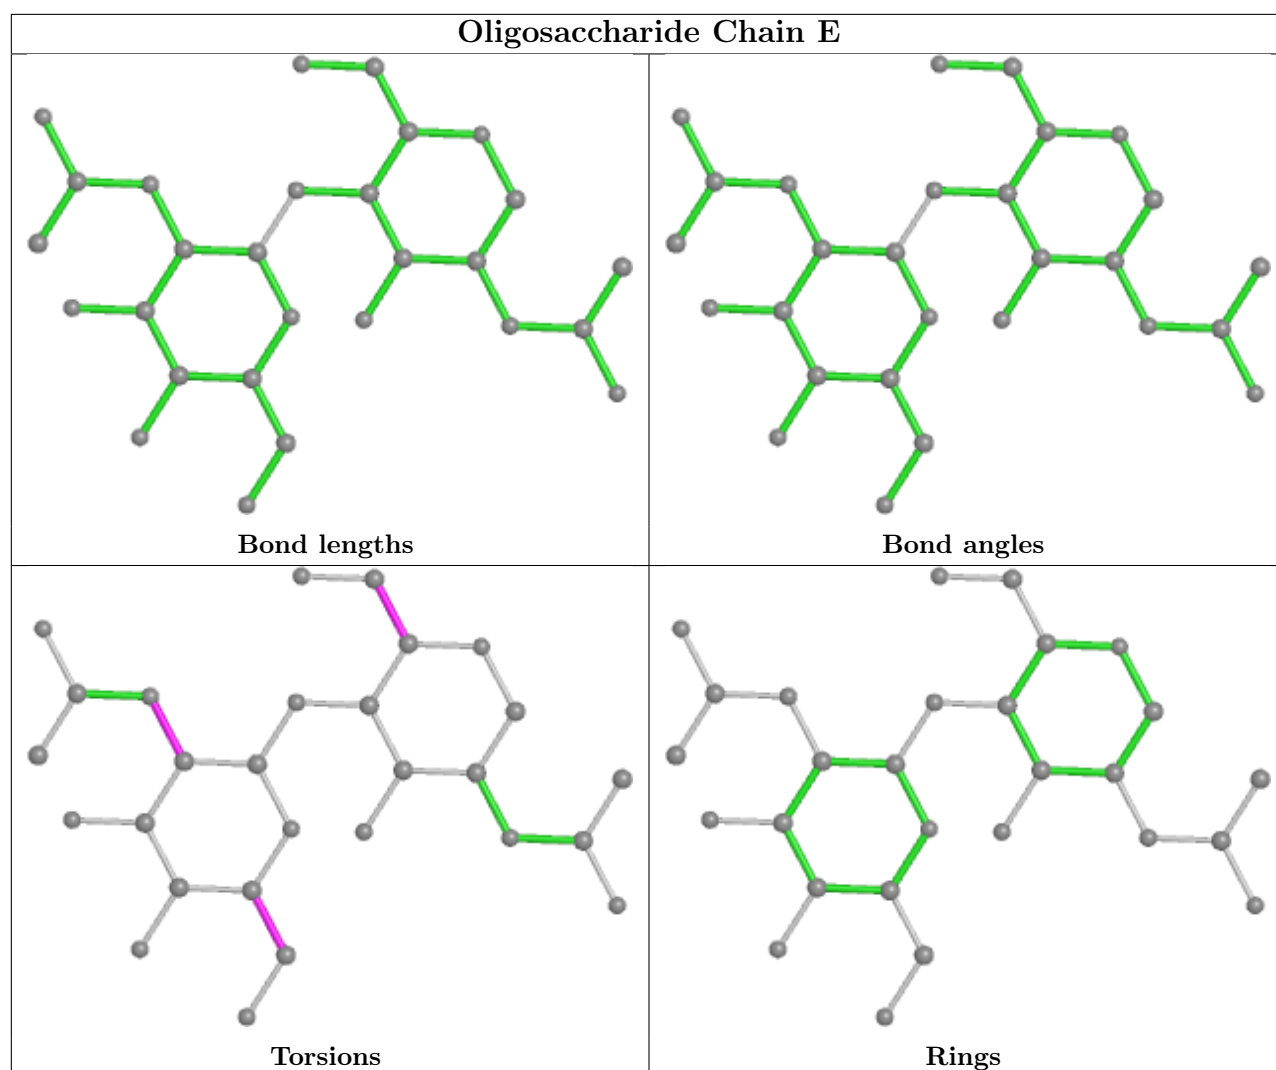 Oligosaccharide Chain E
Bond lengths
Bond angles
Torsions
Rings